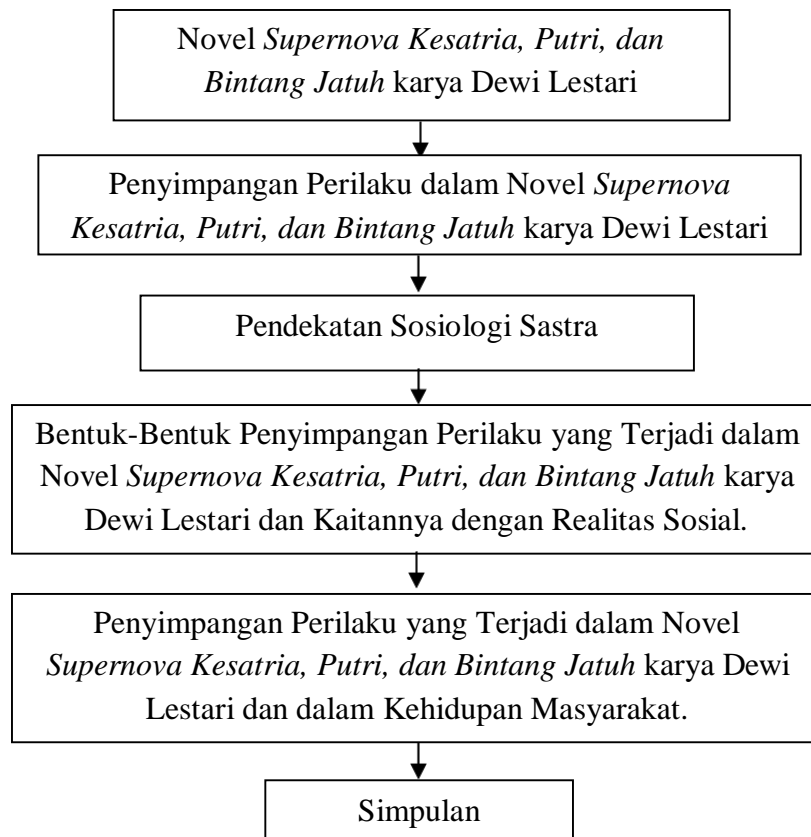 Novel Supernova Kesatria, Putri, dan
Bintang Jatuh karya Dewi Lestari
Penyimpangan Perilaku dalam Novel Supernova
Kesatria, Putri, dan Bintang Jatuh karya Dewi Lestari
Pendekatan Sosiologi Sastra
Bentuk-Bentuk Penyimpangan Perilaku yang Terjadi dalam
Novel Supernova Kesatria, Putri, dan Bintang Jatuh karya
Dewi Lestari dan Kaitannya dengan Realitas Sosial.
Penyimpangan Perilaku yang Terjadi dalam Novel
Supernova Kesatria, Putri, dan Bintang Jatuh karya Dewi
Lestari dan dalam Kehidupan Masyarakat.
Simpulan